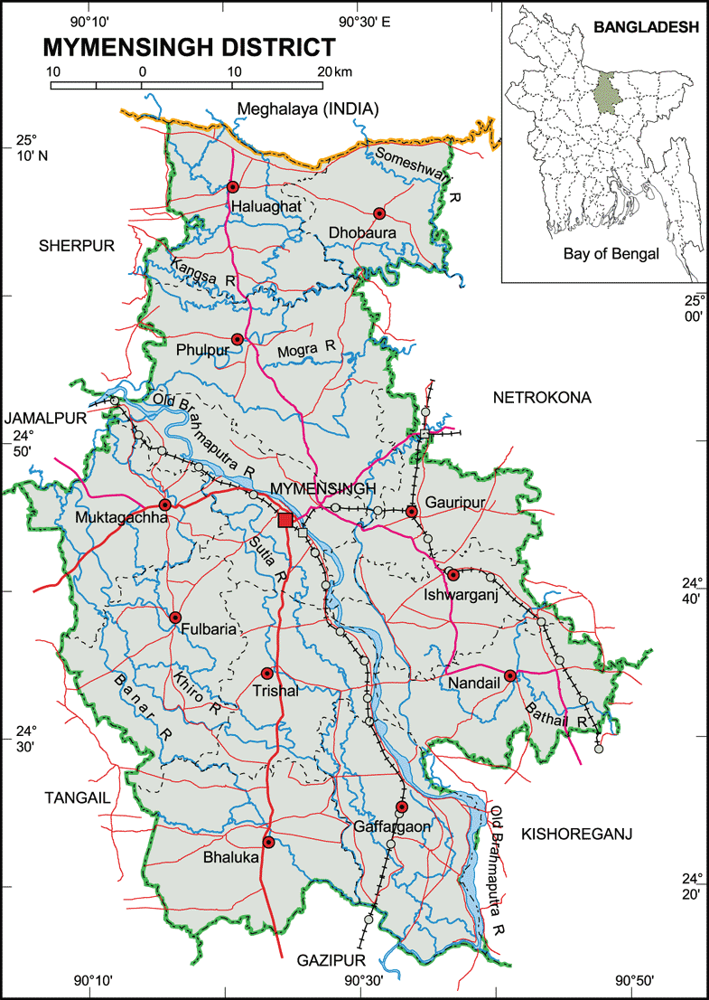 90°10'
90°30' E
MYMENSINGH DISTRICT
BANGLADESH
10 0 10 20 km
Meghalaya (INDIA)
25°
10' N
Someshwari R
Haluaghat
Dhobaura
SHERPUR
Bay of Bengal
Kangsa R
25°
00'
Phulpur
Mogra R
NETROKONA
Old Brahmaputra R
JAMALPUR
24°
50'
MYMENSINGH
Gauripur
Muktagachha
Sutia R
24°
40'
Ishwarganj
Fulbaria
Khiro R
Banar R
Trishal
Nandail
Bathail R
24°
30'
TANGAIL
Gaffargaon
Old Brahmaputra R
KISHOREGANJ
Bhaluka
24°
20'
GAZIPUR
90°10'
90°30' E
90°50'